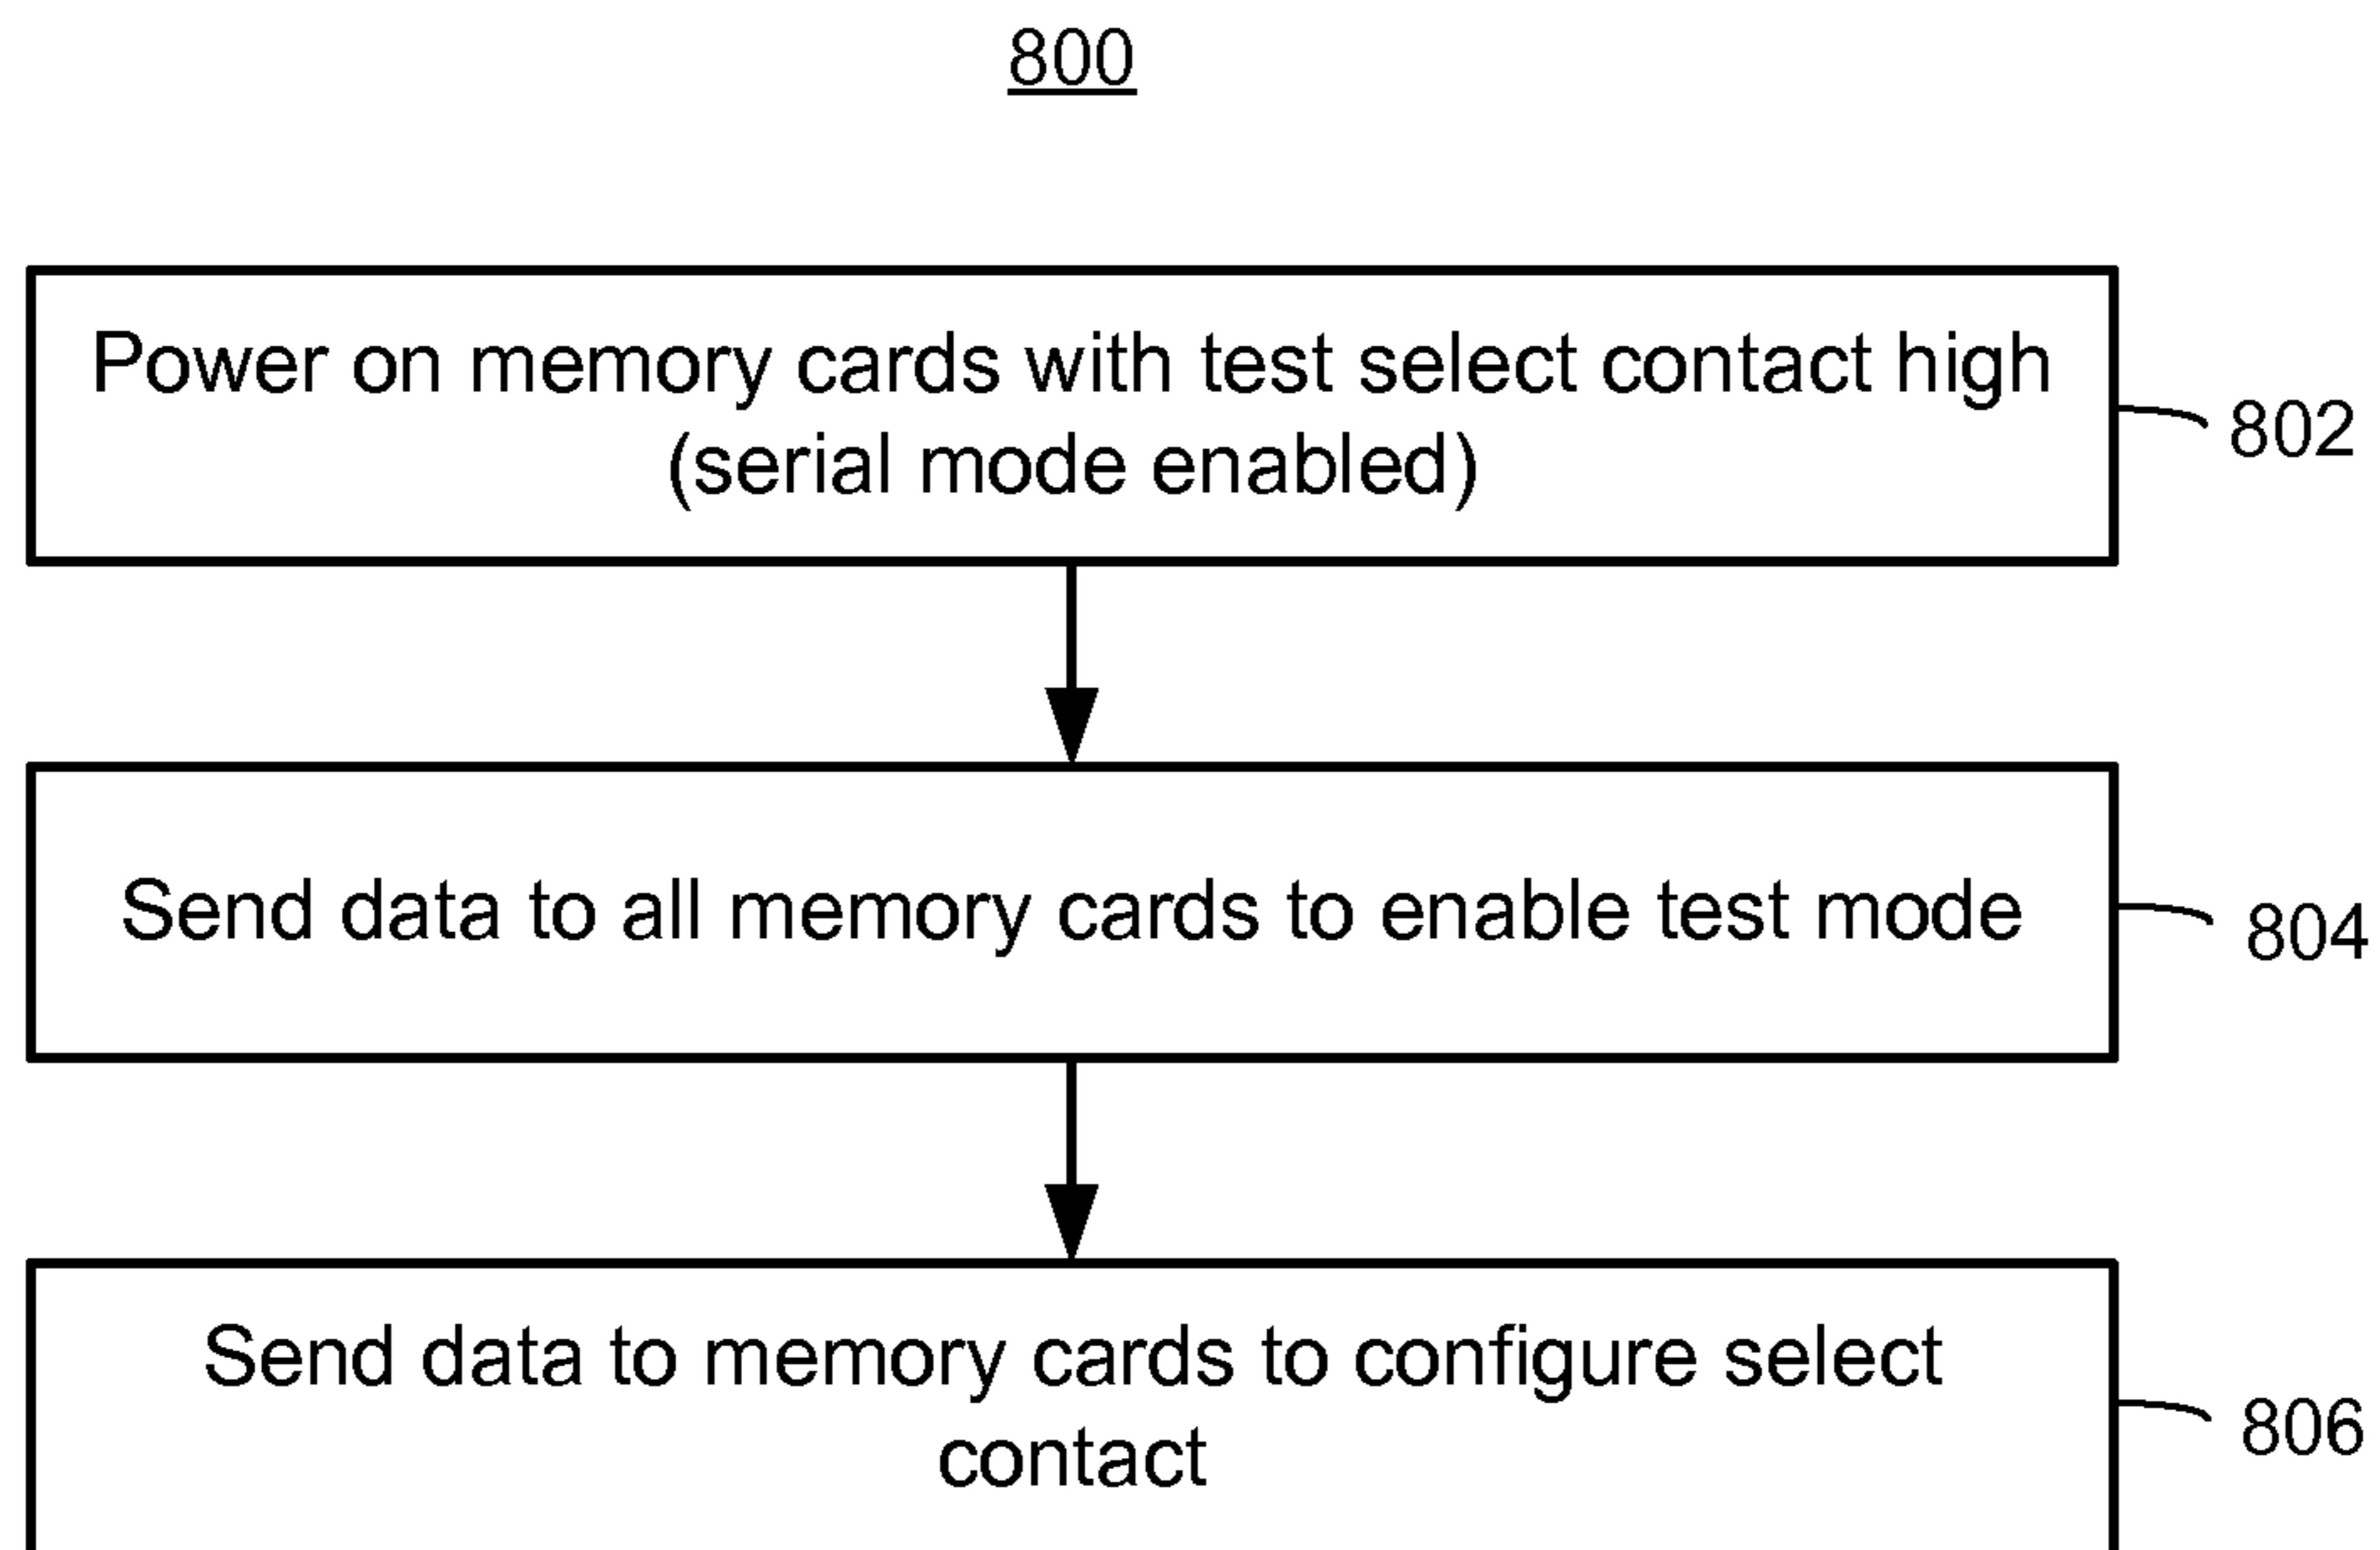 800
Power on memory cards with test select contact high
(serial mode enabled)
802
Send data to all memory cards to enable test mode
804
Send data to memory cards to configure select
contact
806